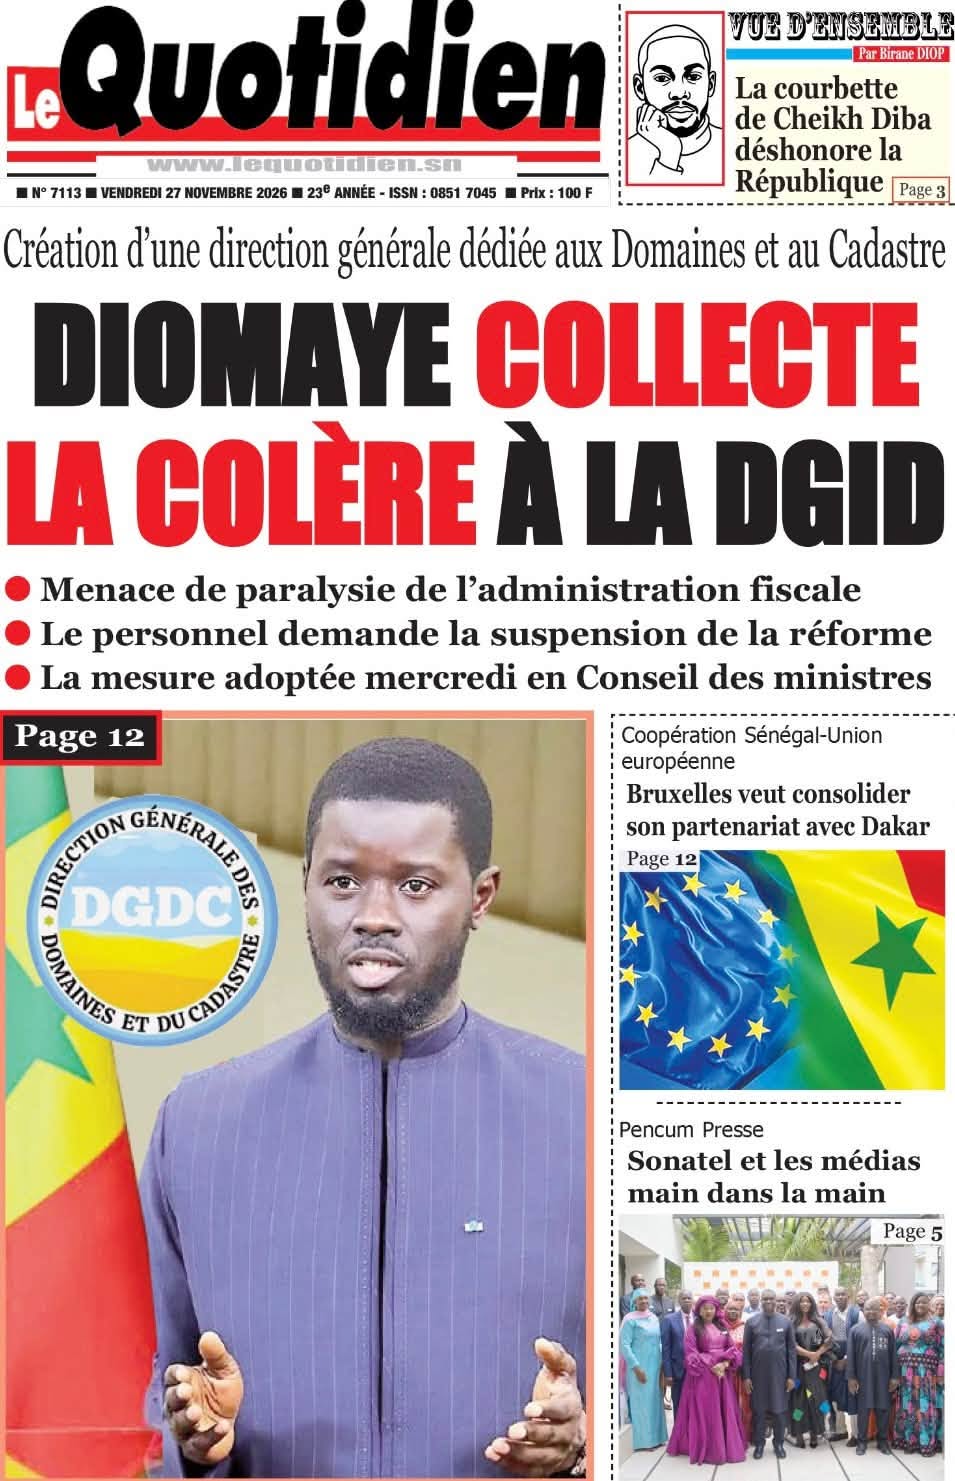 Le Quotidien
www.lequotidien.sn
■ N° 7113 ■ VENDREDI 27 NOVEMBRE 2026 ■ 23e ANNÉE - ISSN : 0851 7045 ■ Prix : 100 F
VUE D'ENSEMBLE
Par Birane DIOP
La courbette
de Cheikh Diba
déshonore la
République
Page 3
Création d'une direction générale dédiée aux Domaines et au Cadastre
DIOMAYE COLLECTE
LA COLÈRE À LA DGID
● Menace de paralysie de l'administration fiscale
● Le personnel demande la suspension de la réforme
● La mesure adoptée mercredi en Conseil des ministres
Page 12
DIRECTION GÉNÉRALE DES
DGDC
DOMAINES ET DU CADASTRE
Coopération Sénégal-Union
européenne
Bruxelles veut consolider
son partenariat avec Dakar
Page 12
Pencum Presse
Sonatel et les médias
main dans la main
Page 5